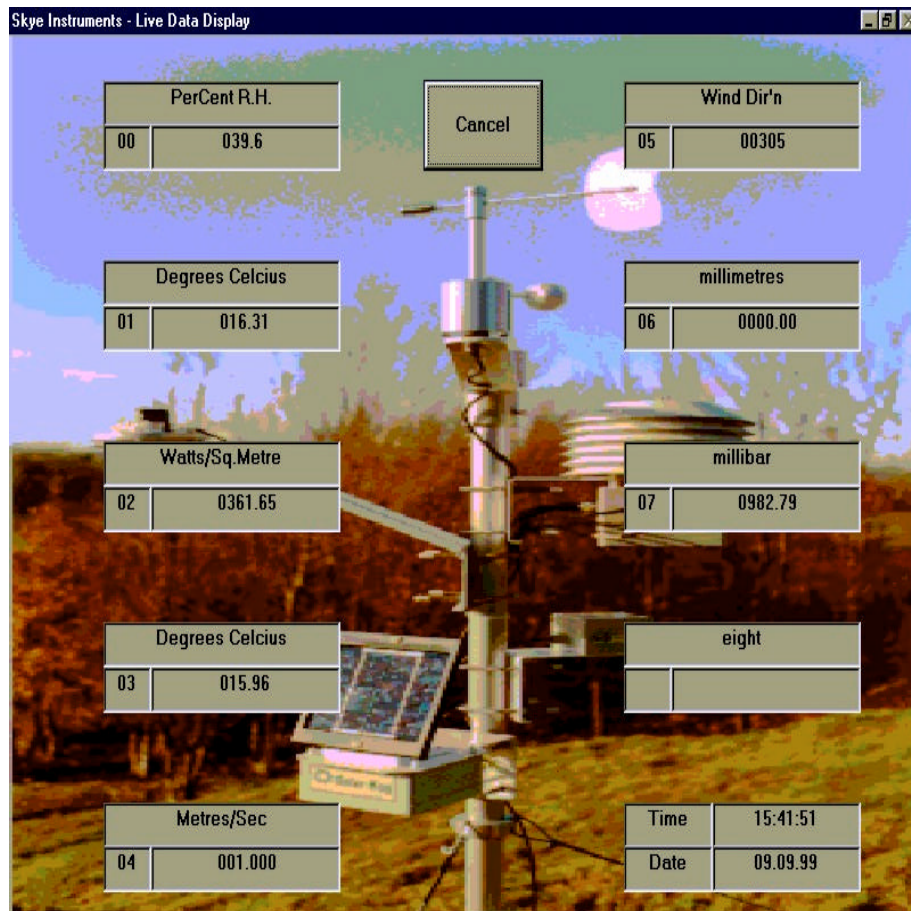 Skye Instruments - Live Data Display
PerCent R.H.
00 039.6
Cancel
Wind Dir'n
05 00305
Degrees Celcius
01 016.31
millimetres
06 0000.00
Watts/Sq.Metre
02 0361.65
millibar
07 0982.79
Degrees Celcius
03 015.96
eight
Metres/Sec
04 001.000
Time 15:41:51
Date 09.09.99